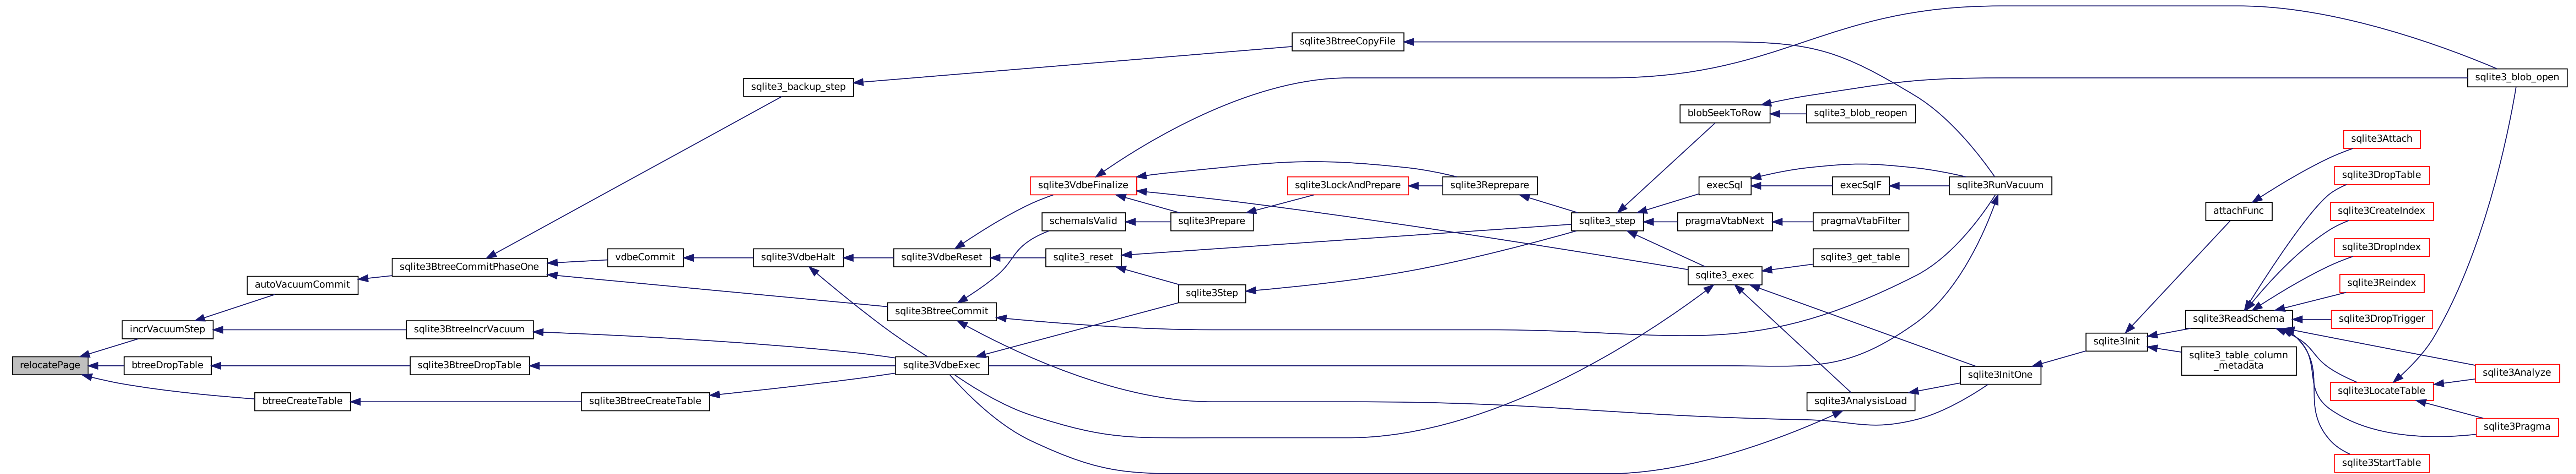 relocatePage
incrVacuumStep
btreeDropTable
btreeCreateTable
autoVacuumCommit
sqlite3BtreeIncrVacuum
sqlite3BtreeDropTable
sqlite3BtreeCreateTable
sqlite3BtreeCommitPhaseOne
sqlite3_backup_step
vdbeCommit
sqlite3VdbeHalt
sqlite3BtreeCommit
sqlite3VdbeExec
sqlite3VdbeReset
sqlite3BtreeCopyFile
sqlite3VdbeFinalize
schemaIsValid
sqlite3_reset
sqlite3LockAndPrepare
sqlite3Prepare
sqlite3Step
sqlite3Reprepare
sqlite3_step
blobSeekToRow
execSql
pragmaVtabNext
sqlite3_exec
sqlite3AnalysisLoad
sqlite3_blob_reopen
execSqlF
pragmaVtabFilter
sqlite3_get_table
sqlite3RunVacuum
sqlite3InitOne
sqlite3Init
attachFunc
sqlite3ReadSchema
sqlite3_table_column
_metadata
sqlite3_blob_open
sqlite3Attach
sqlite3DropTable
sqlite3CreateIndex
sqlite3DropIndex
sqlite3Reindex
sqlite3DropTrigger
sqlite3LocateTable
sqlite3Analyze
sqlite3Pragma
sqlite3StartTable